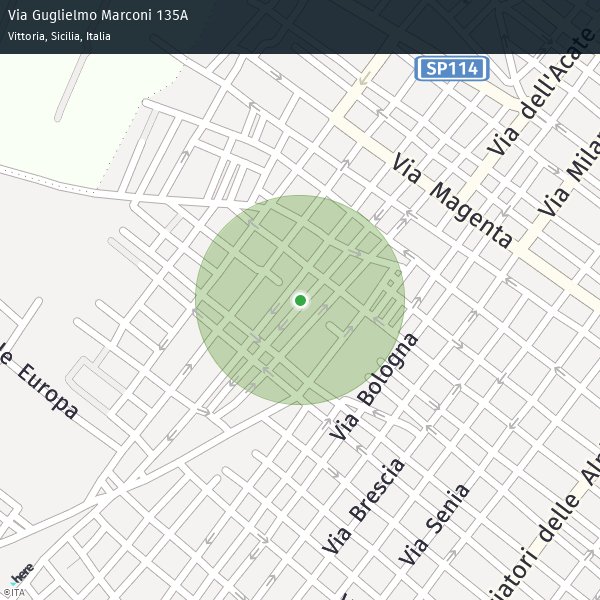 Via Guglielmo Marconi 135A
Vittoria, Sicilia, Italia
SP114
Via dell'Acate
Via Milan
Via Magenta
le Europa
Via Bologna
Via Brescia
Via Senia
iatori delle Alp
here
©ITA